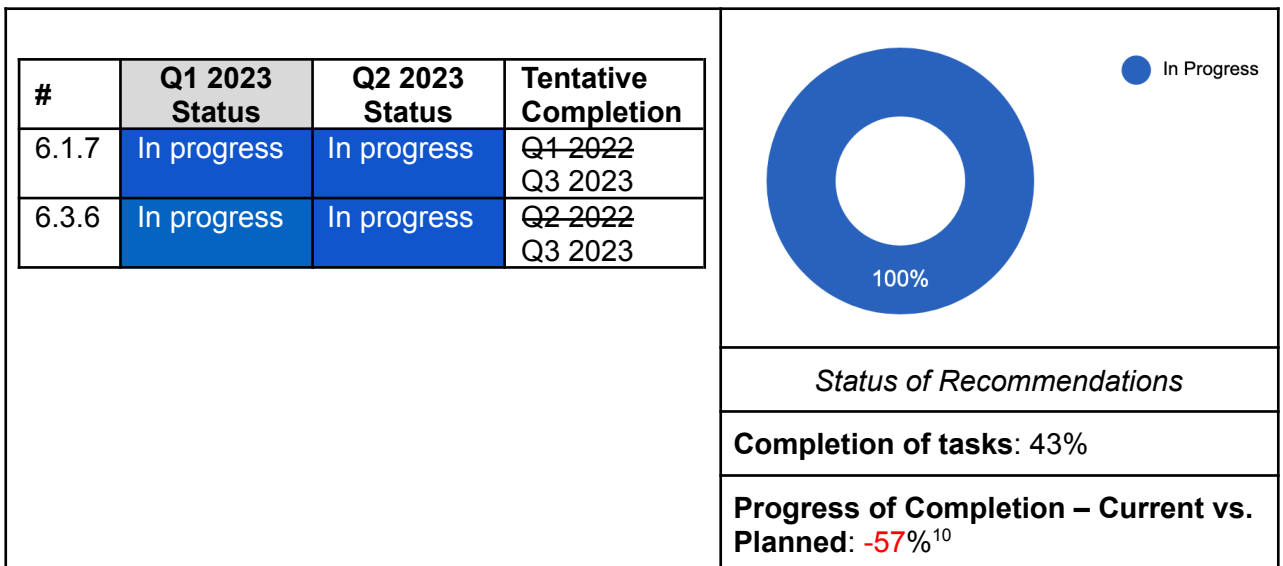 #
Q1 2023
Status
Q2 2023
Status
Tentative
Completion
6.1.7
In progress
In progress
Q1 2022
Q3 2023
6.3.6
In progress
In progress
Q2 2022
Q3 2023
In Progress
100%
Status of Recommendations
Completion of tasks: 43%
Progress of Completion – Current vs.
Planned: -57%10